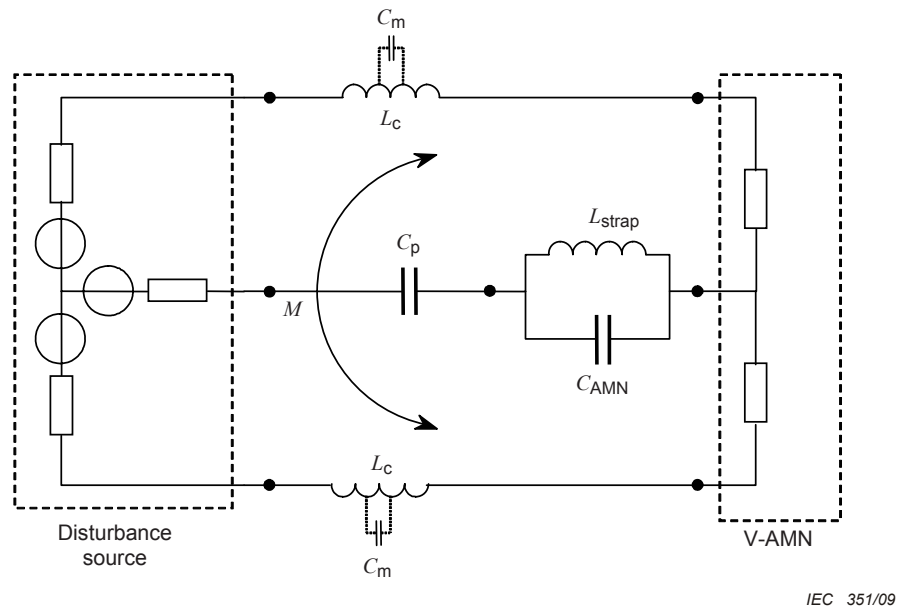 Cm
Lc
Lstrap
Cp
M
CAMN
Lc
Cm
Disturbance
source
V-AMN
IEC 351/09